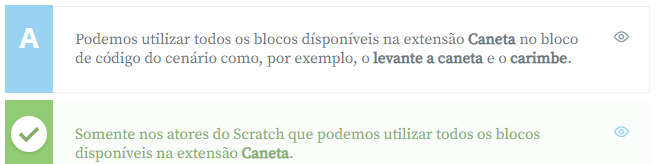 A
Podemos utilizar todos os blocos dísponíveis na extensão Caneta no bloco
de código do cenário como, por exemplo, o levante a caneta e o carimbe.
Somente nos atores do Scratch que podemos utilizar todos os blocos
disponíveis na extensão Caneta.